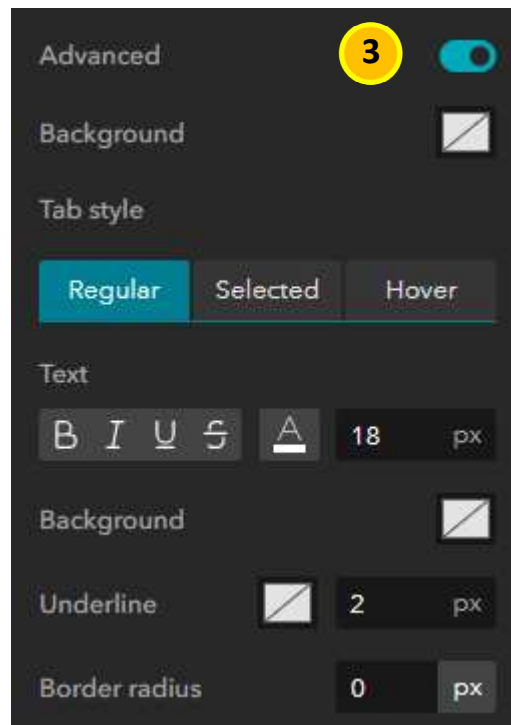 Advanced 3
Background
Tab style
Regular Selected Hover
Text
B I U S A 18 px
Background
Underline 2 px
Border radius 0 px